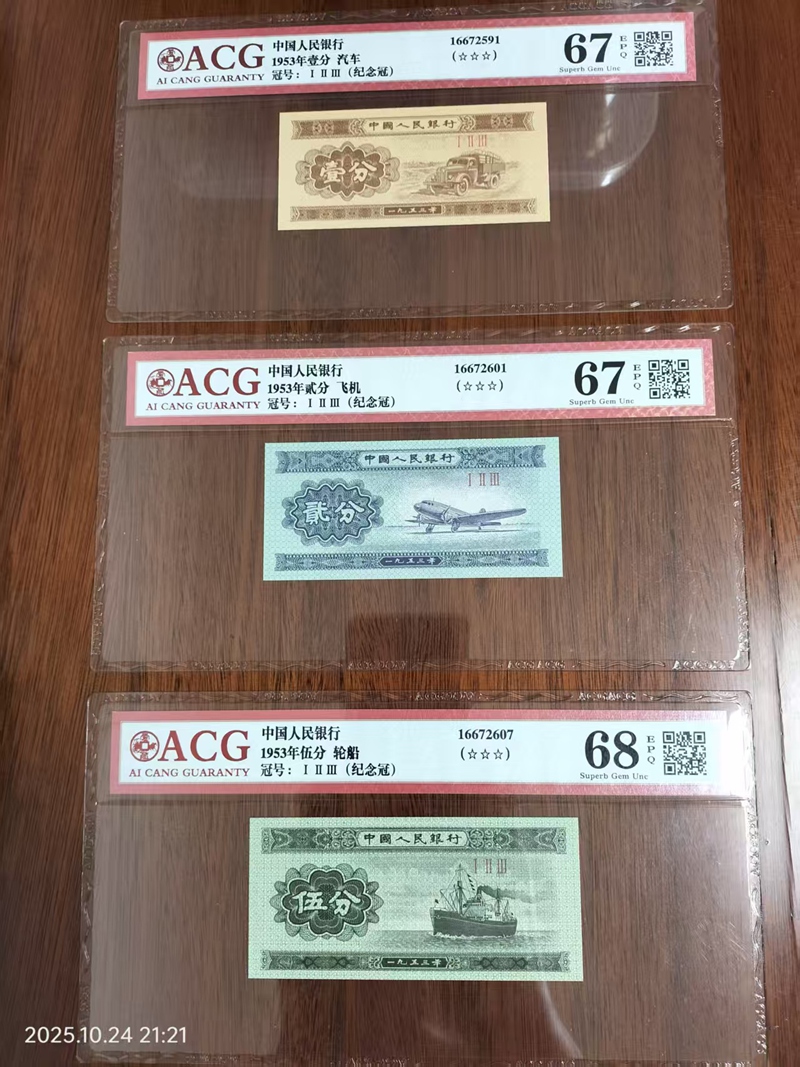 ACG
AI CANG GUARANTY
中国人民银行
1953年壹分 汽车
冠号：Ⅰ Ⅱ Ⅲ（纪念冠）
16672591
（☆☆☆）
67
EPQ
Superb Gem Unc
中國人民銀行
Ⅰ Ⅱ Ⅲ
壹分
一九五三年
ACG
AI CANG GUARANTY
中国人民银行
1953年贰分 飞机
冠号：Ⅰ Ⅱ Ⅲ（纪念冠）
16672601
（☆☆☆）
67
EPQ
Superb Gem Unc
中國人民銀行
Ⅰ Ⅱ Ⅲ
貳分
一九五三年
ACG
AI CANG GUARANTY
中国人民银行
1953年伍分 轮船
冠号：Ⅰ Ⅱ Ⅲ（纪念冠）
16672607
（☆☆☆）
68
EPQ
Superb Gem Unc
中國人民銀行
Ⅰ Ⅱ Ⅲ
伍分
一九五三年
2025.10.24 21:21